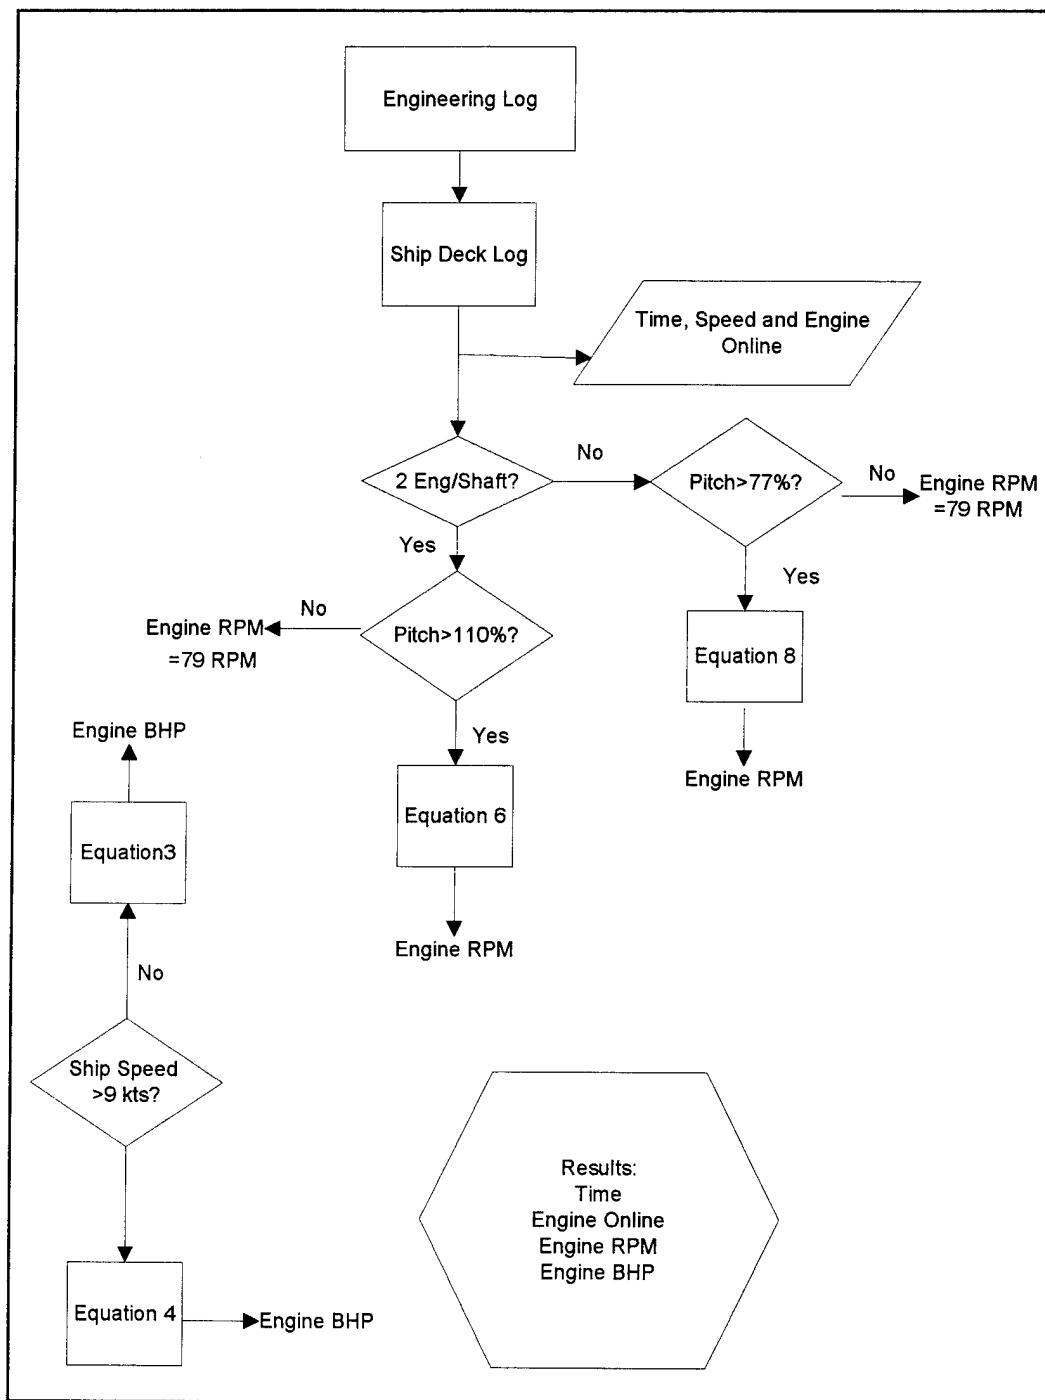 Engineering Log
Ship Deck Log
Time, Speed and Engine
Online
2 Eng/Shaft?
No
Pitch>77%?
No
Engine RPM
=79 RPM
Yes
Yes
Engine RPM
=79 RPM
No
Pitch>110%?
Equation 8
Engine BHP
Yes
Engine RPM
Equation3
Equation 6
Engine RPM
No
Ship Speed
>9 kts?
Results:
Time
Engine Online
Engine RPM
Engine BHP
Equation 4
Engine BHP